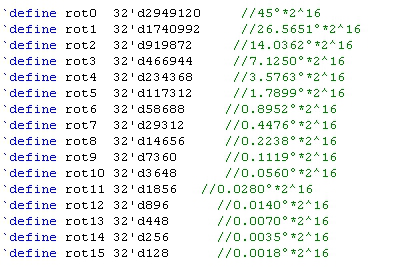 `define rot0  32'd2949120     //45°*2^16
`define rot1  32'd1740992     //26.5651°*2^16
`define rot2  32'd919872      //14.0362°*2^16
`define rot3  32'd466944      //7.1250°*2^16
`define rot4  32'd234368      //3.5763°*2^16
`define rot5  32'd117312      //1.7899°*2^16
`define rot6  32'd58688      //0.8952°*2^16
`define rot7  32'd29312      //0.4476°*2^16
`define rot8  32'd14656      //0.2238°*2^16
`define rot9  32'd7360      //0.1119°*2^16
`define rot10 32'd3648      //0.0560°*2^16
`define rot11 32'd1856   //0.0280°*2^16
`define rot12 32'd896      //0.0140°*2^16
`define rot13 32'd448      //0.0070°*2^16
`define rot14 32'd256      //0.0035°*2^16
`define rot15 32'd128      //0.0018°*2^16